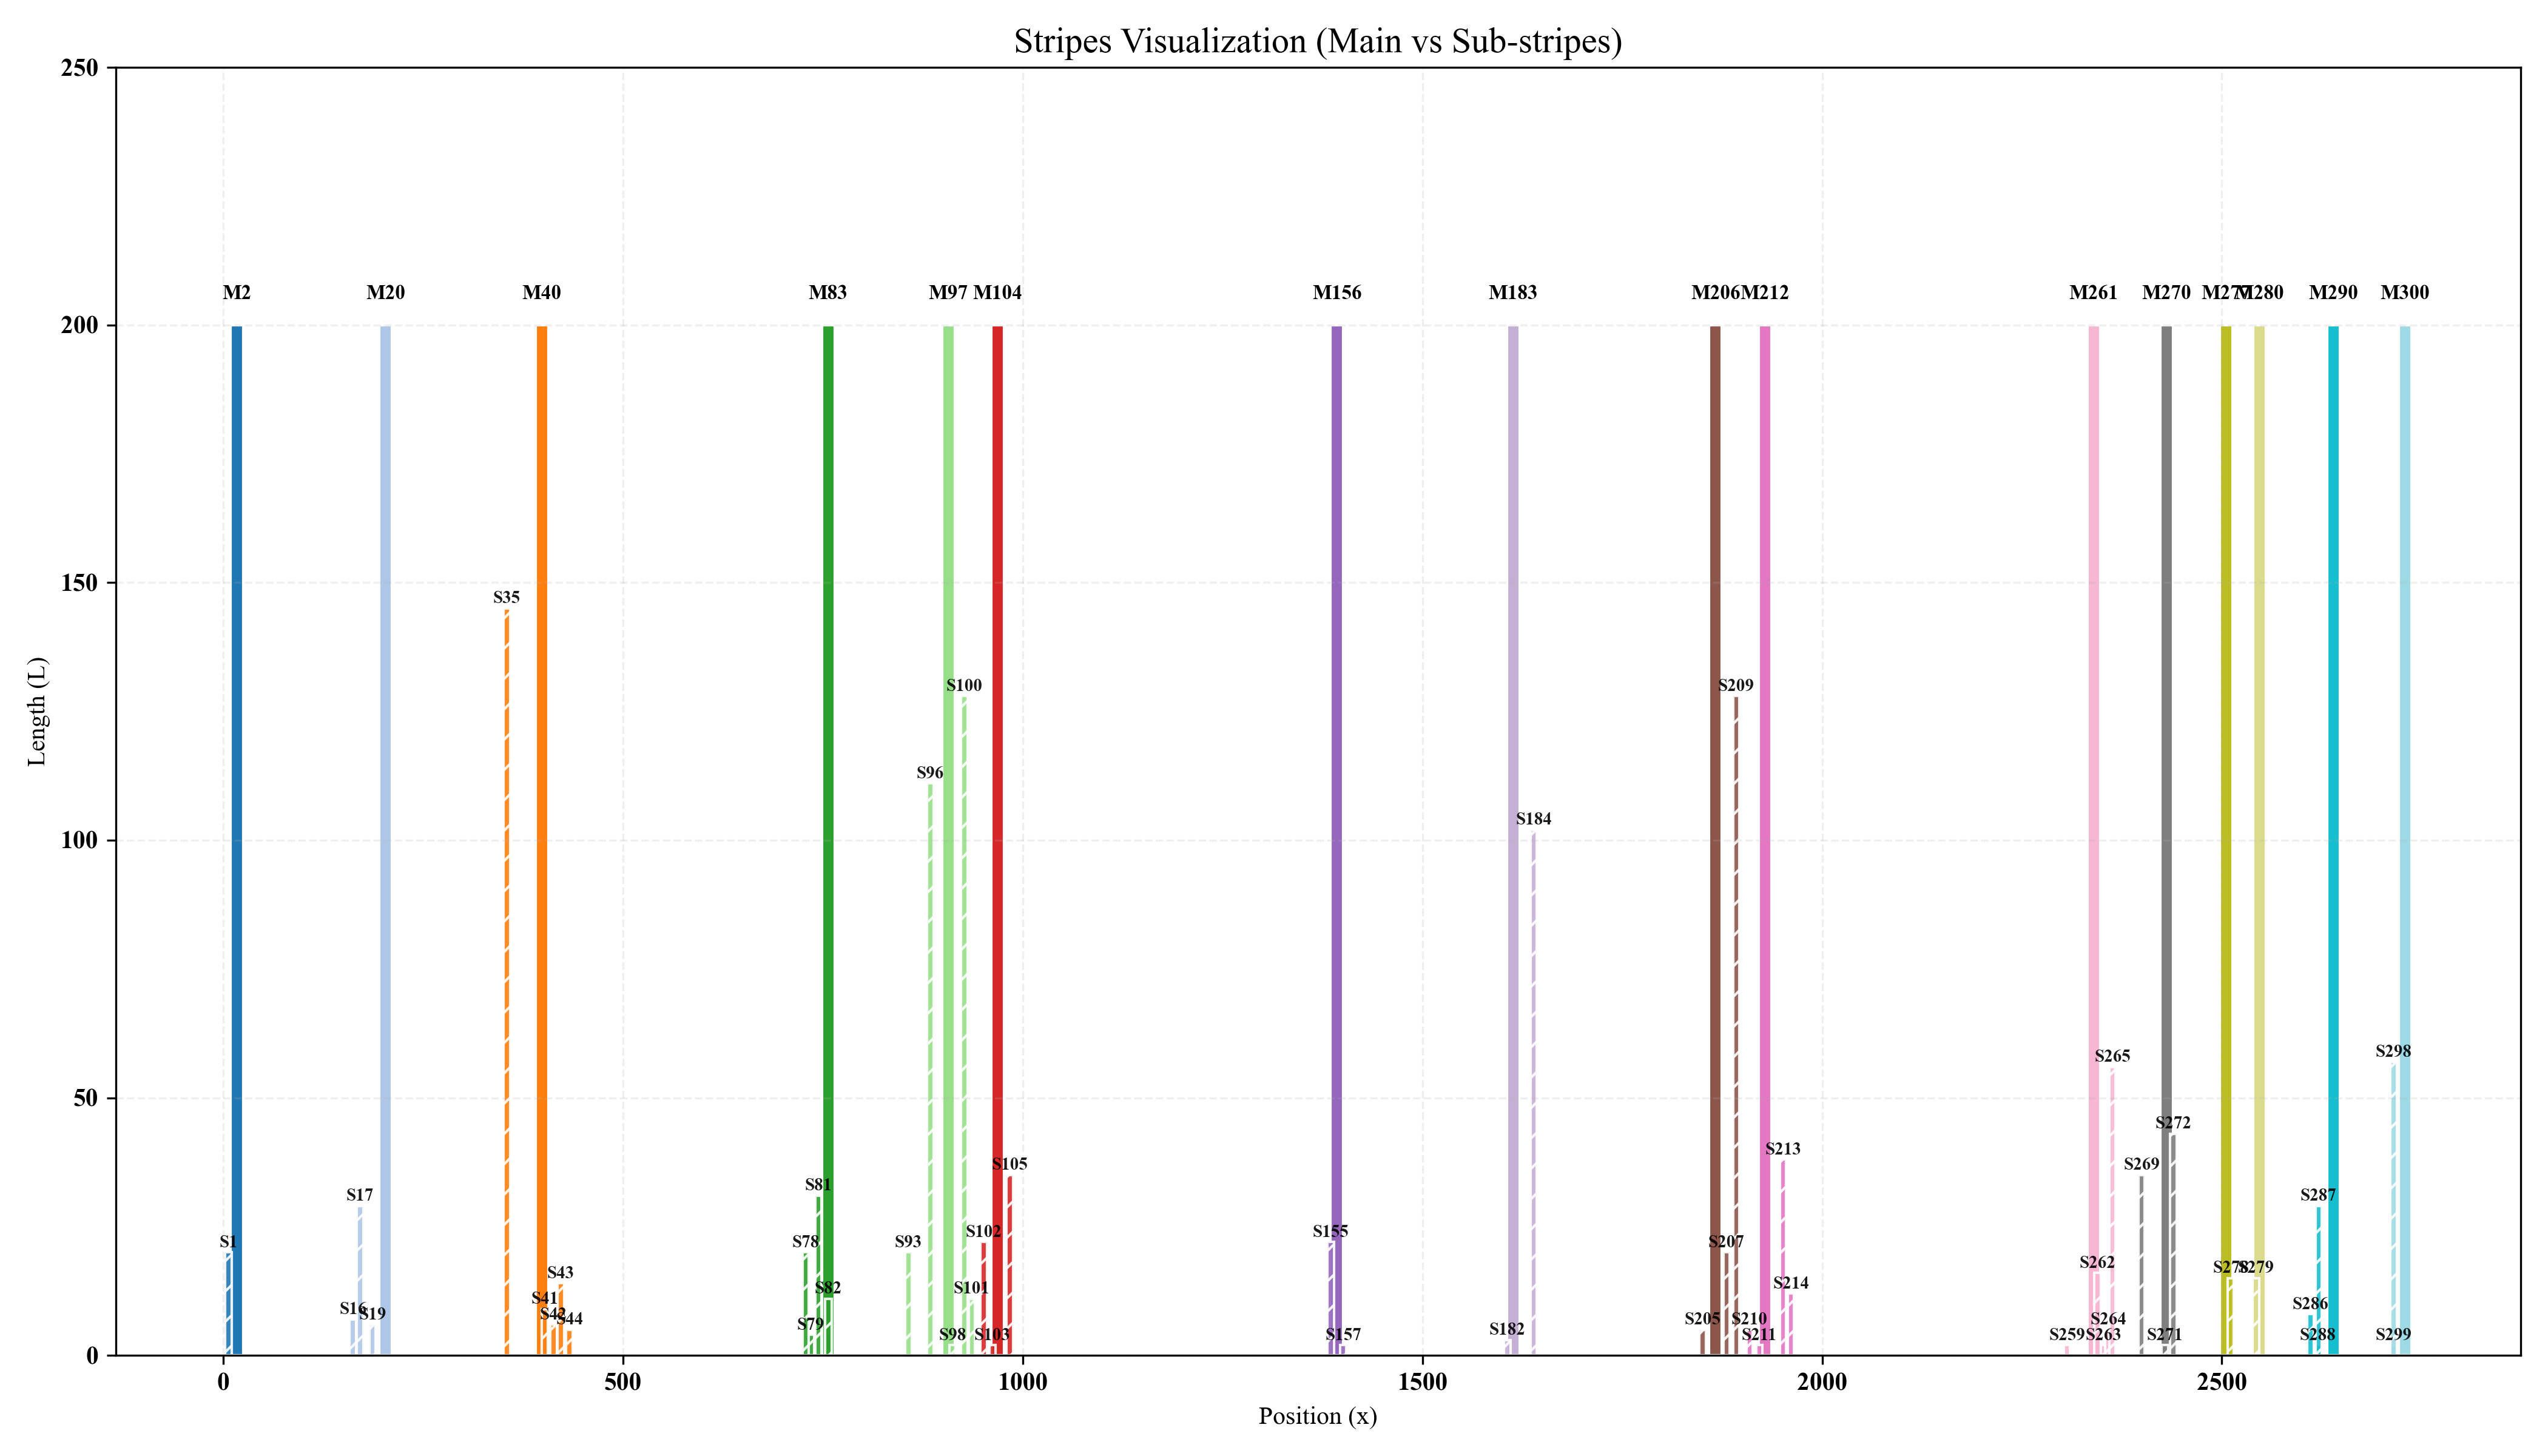 Stripes Visualization (Main vs Sub-stripes)
250
M2 M20 M40 M83 M97 M104 M156 M183 M206 M212 M261 M270 M277 M280 M290 M300
200
150
S35
S100 S209
S96
S184
100
S265 S298
50
S272
S213
S105 S269
S17 S81 S287
S1 S78 S93 S102 S155 S207
S43 S82 S101 S214 S262 S278 S279
S16 S19 S41 S42 S44 S79 S98 S103 S157 S182 S205 S210 S211 S259 S263 S264 S271 S286 S288 S299
0
0 500 1000 1500 2000 2500
Position (x)
Length (L)